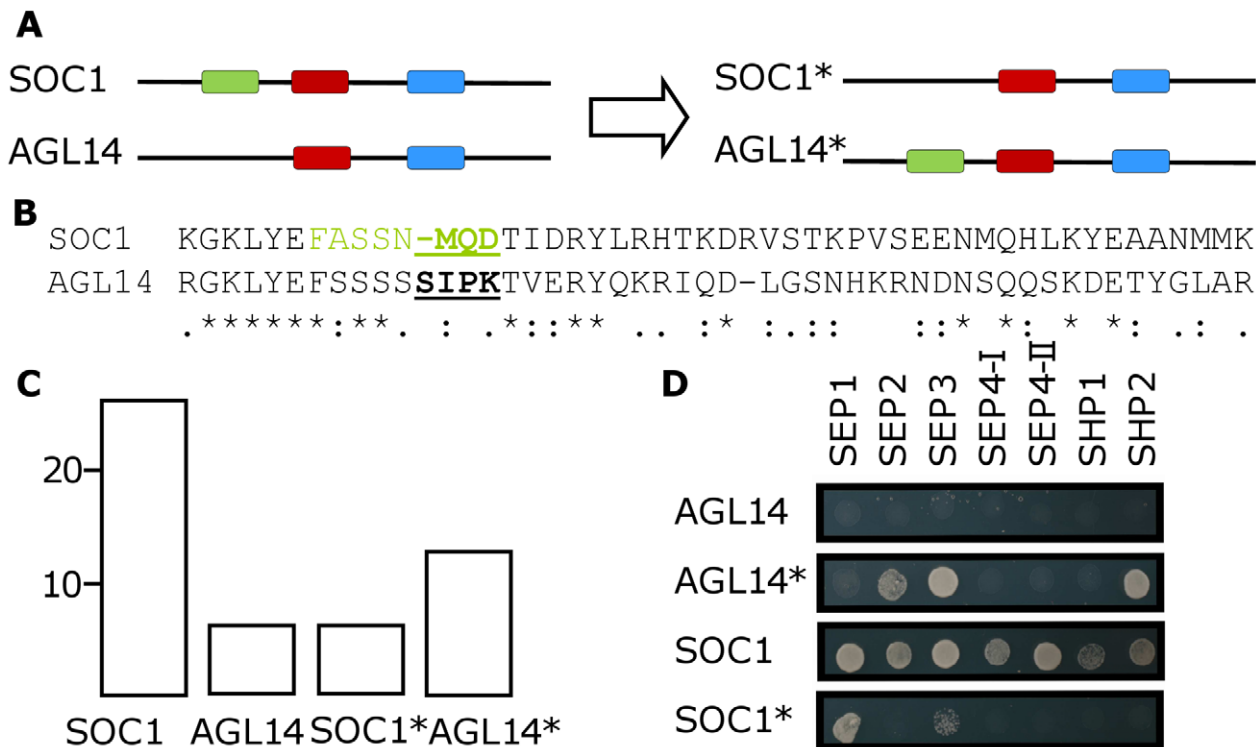 A
SOC1
SOC1*
AGL14
AGL14*
B
SOC1 KGKLYEFASSN-MQDTIDRYLRHTKDRVSTKPVSEENMQHLKYEAANMMK
AGL14 RGKLYEFSSSSSIPKTVERYQKRIQD-LGSNHKRNDNSQQSKDETYGLAR
.******:**. : .*::** .. :* :.:: ::* *: * *: .: .
C
20
10
SOC1 AGL14 SOC1* AGL14*
D
SEP1 SEP2 SEP3 SEP4-I SEP4-II SHP1 SHP2
AGL14
AGL14*
SOC1
SOC1*